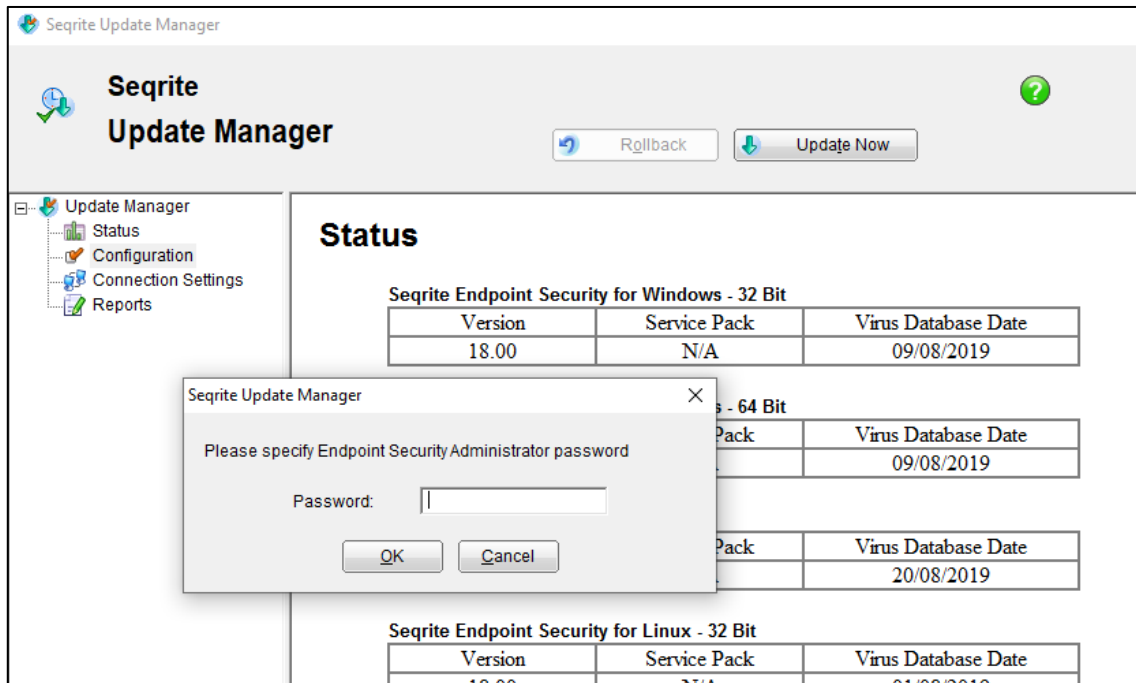 Seqrite Update Manager
Seqrite
Update Manager
Rollback
Update Now
Update Manager
Status
Configuration
Connection Settings
Reports
Status
Seqrite Endpoint Security for Windows - 32 Bit
Version Service Pack Virus Database Date
18.00 N/A 09/08/2019
- 64 Bit
Pack Virus Database Date
09/08/2019
Pack Virus Database Date
20/08/2019
Seqrite Update Manager
Please specify Endpoint Security Administrator password
Password:
OK Cancel
Seqrite Endpoint Security for Linux - 32 Bit
Version Service Pack Virus Database Date